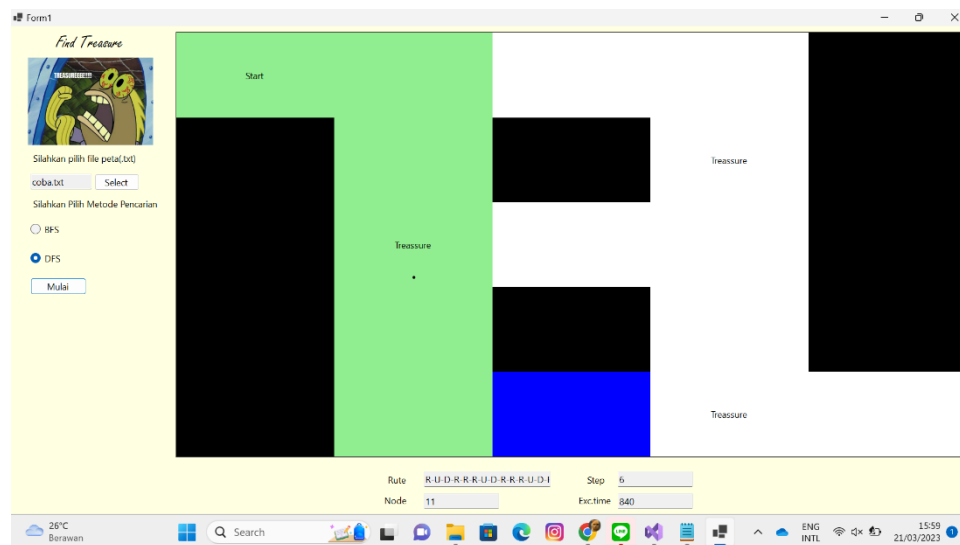 Form1
Find Treasure
TREASUREEEE!!!!
Silahkan pilih file peta(.txt)
coba.txt Select
Silahkan Pilih Metode Pencarian
BFS
DFS
Mulai
Start
Treassure
Treassure
Treassure
Rute R-U-D-R-R-R-U-D-R-R-R-U-D-I Step 6
Node 11 Exc.time 840
26°C
Berawan
Search
ENG
INTL
15:59
21/03/2023
1